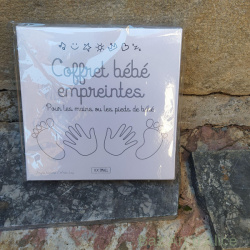 Coffret bébé
empreintes
Pour les mains ou les pieds de bébé